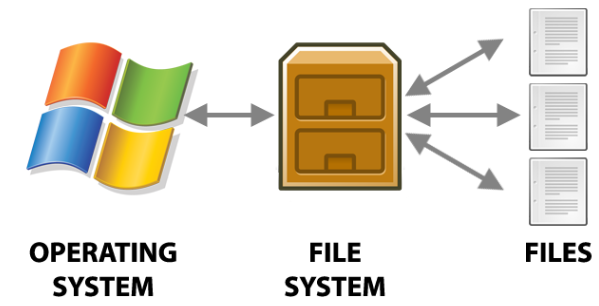 OPERATING
SYSTEM
FILE
SYSTEM
FILES